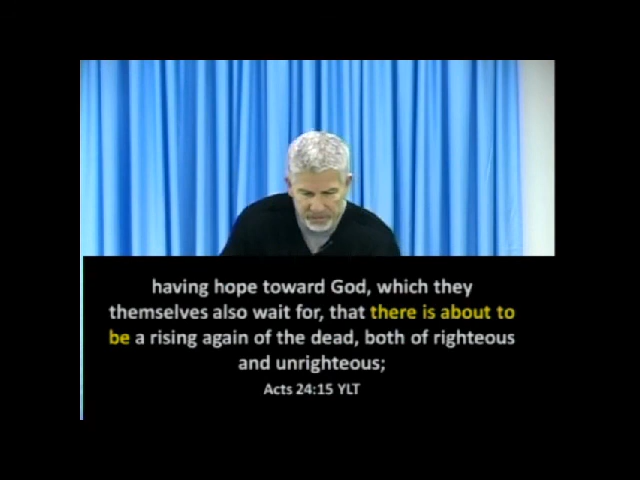 having hope toward God, which they
themselves also wait for, that there is about to
be a rising again of the dead, both of righteous
and unrighteous;
Acts 24:15 YLT